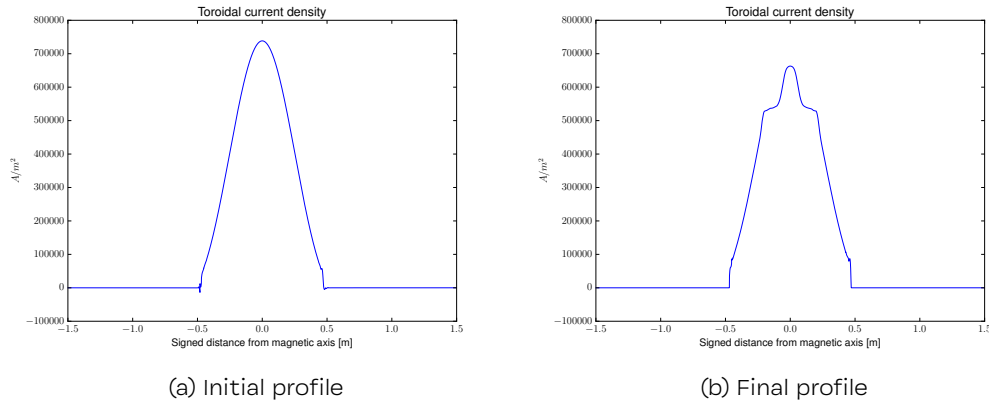 Toroidal current density
800000
700000
600000
500000
400000
300000
200000
100000
0
−100000
A/m²
−1.5 −1.0 −0.5 0.0 0.5 1.0 1.5
Signed distance from magnetic axis [m]
(a) Initial profile
Toroidal current density
800000
700000
600000
500000
400000
300000
200000
100000
0
−100000
A/m²
−1.5 −1.0 −0.5 0.0 0.5 1.0 1.5
Signed distance from magnetic axis [m]
(b) Final profile